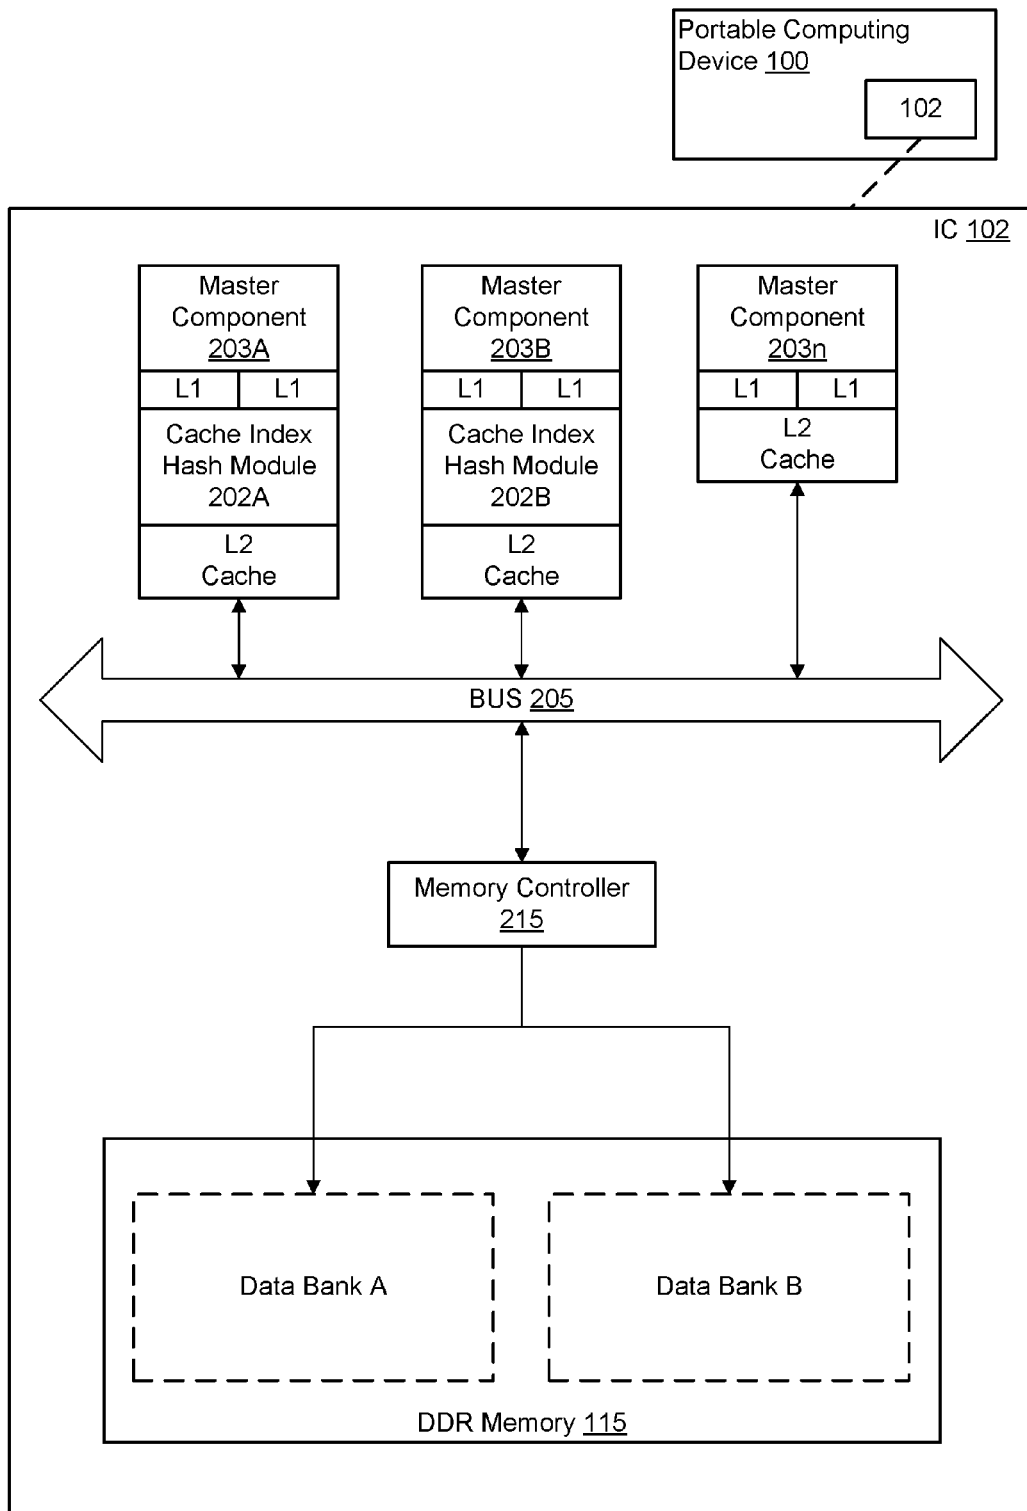 Portable Computing
Device 100
102
IC 102
Master
Component
203A
L1 L1
Cache Index
Hash Module
202A
L2
Cache
Master
Component
203B
L1 L1
Cache Index
Hash Module
202B
L2
Cache
Master
Component
203n
L1 L1
L2
Cache
BUS 205
Memory Controller
215
Data Bank A
Data Bank B
DDR Memory 115